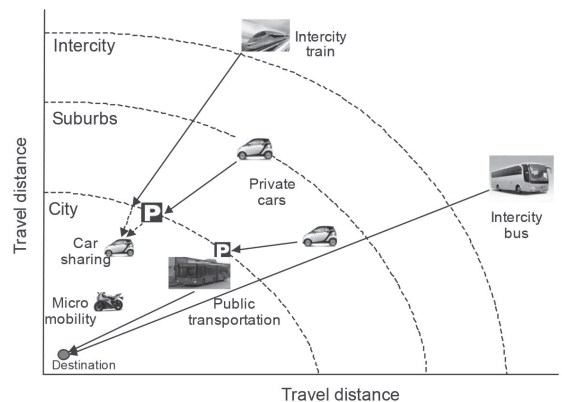 Intercity
Intercity
train
Suburbs
Private
cars
Intercity
bus
City
P
Car
sharing
P
Micro
mobility
Public
transportation
Destination
Travel distance
Travel distance